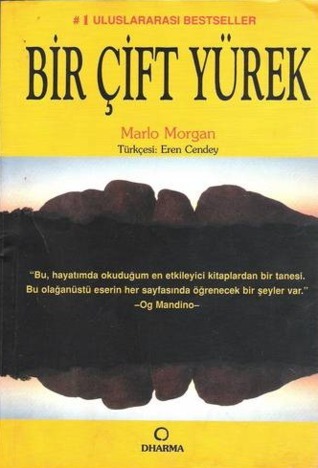 # 1 ULUSLARARASI BESTSELLER
BİR ÇİFT YÜREK
Marlo Morgan
Türkçesi: Eren Cendey
"Bu, hayatımda okuduğum en etkileyici kitaplardan bir tanesi.
Bu olağanüstü eserin her sayfasında öğrenecek bir şeyler var."
–Og Mandino–
DHARMA